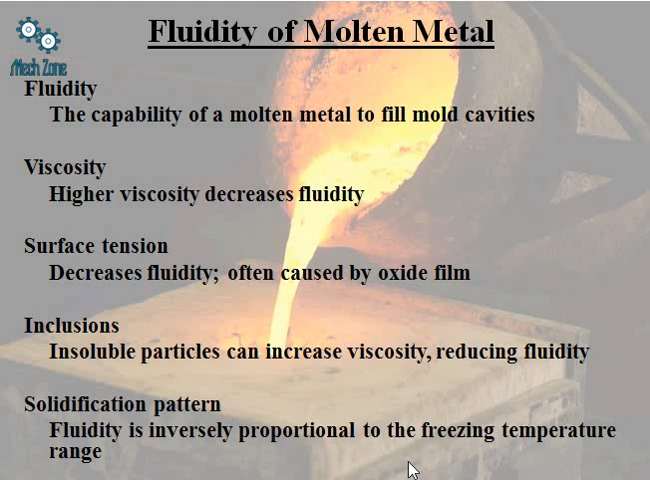 Fluidity of Molten Metal
Mech Zone
Fluidity
The capability of a molten metal to fill mold cavities
Viscosity
Higher viscosity decreases fluidity
Surface tension
Decreases fluidity; often caused by oxide film
Inclusions
Insoluble particles can increase viscosity, reducing fluidity
Solidification pattern
Fluidity is inversely proportional to the freezing temperature
range